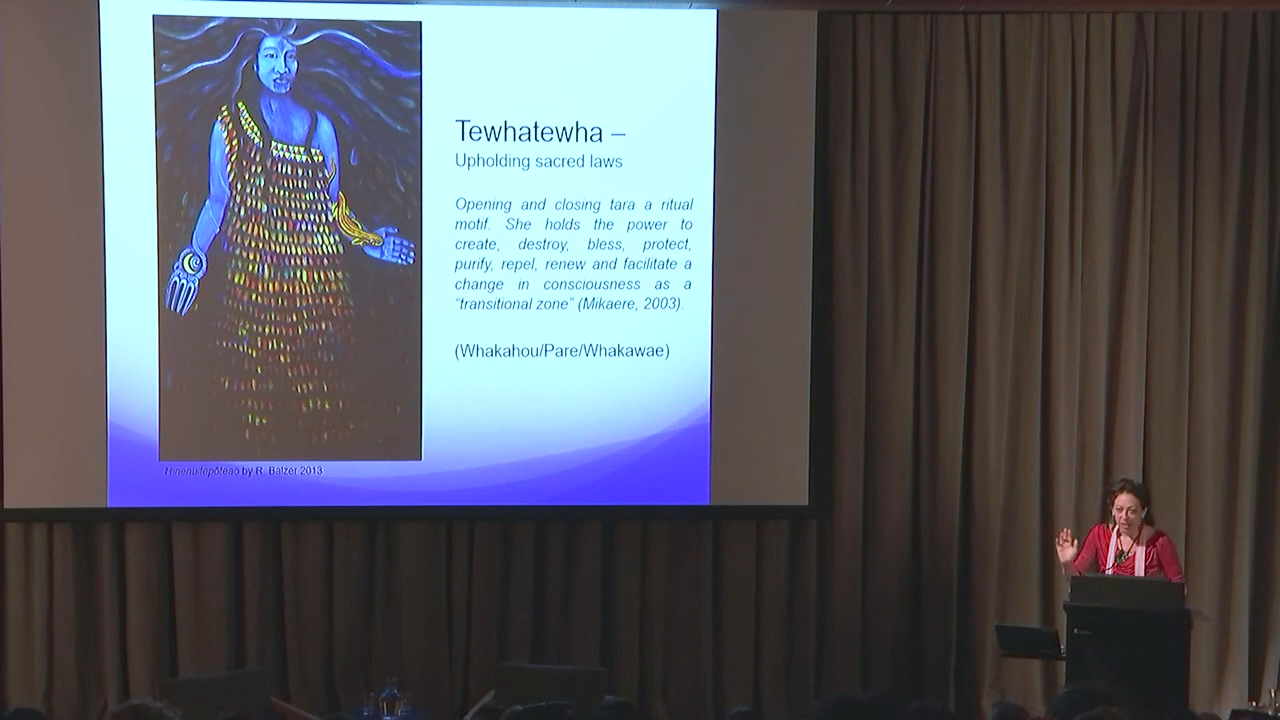 Tewhatewha –
Upholding sacred laws
Opening and closing tara a ritual
motif. She holds the power to
create, destroy, bless, protect,
purify, repel, renew and facilitate a
change in consciousness as a
“transitional zone” (Mikaere, 2003).
(Whakahou/Pare/Whakawae)
by R. Balzer 2013